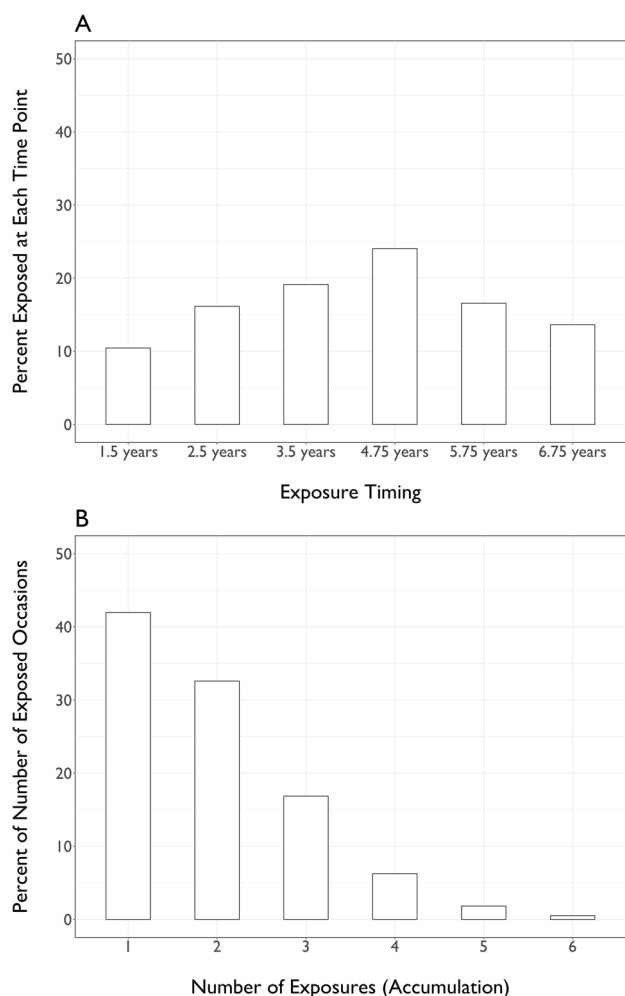 A
Percent Exposed at Each Time Point
50
40
30
20
10
0
1.5 years 2.5 years 3.5 years 4.75 years 5.75 years 6.75 years
Exposure Timing
B
Percent of Number of Exposed Occasions
50
40
30
20
10
0
1 2 3 4 5 6
Number of Exposures (Accumulation)